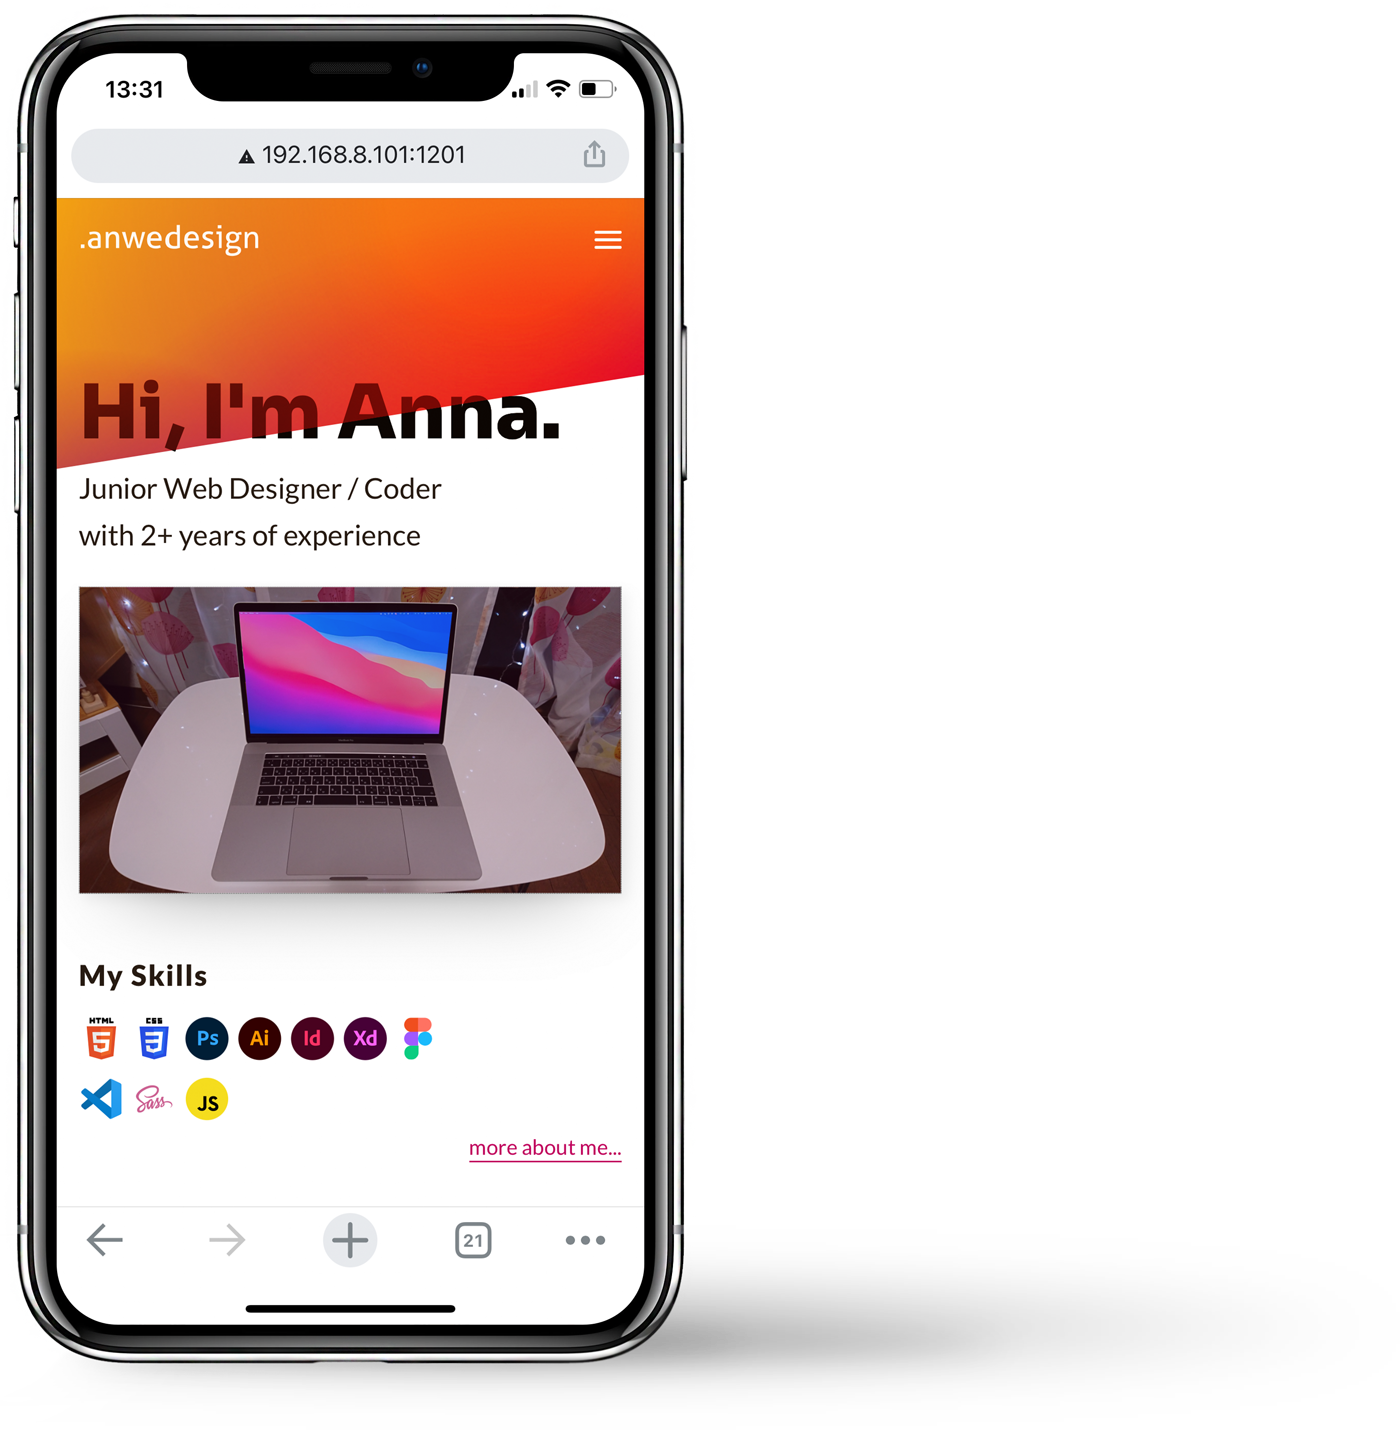 13:31
192.168.8.101:1201
.anwedesign
Hi, I'm Anna.
Junior Web Designer / Coder
with 2+ years of experience
My Skills
HTML 5 CSS 3 Ps Ai Id Xd
Sass JS
more about me...
21